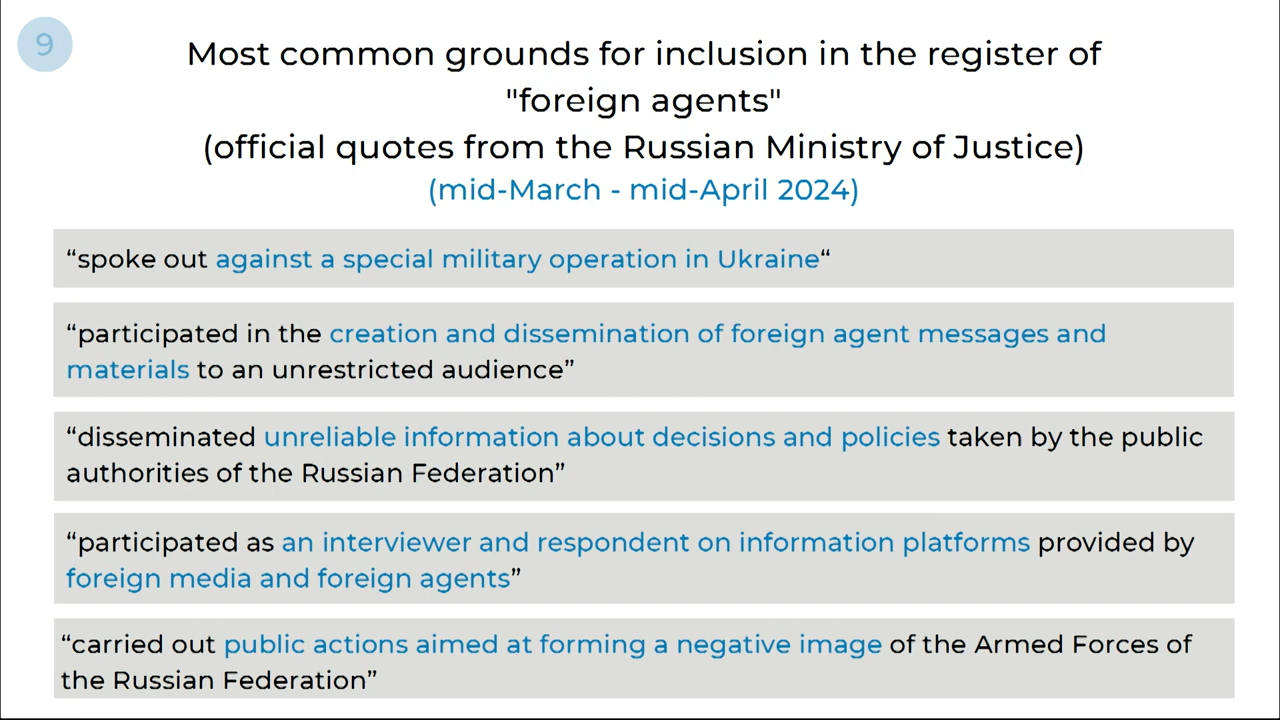 9
Most common grounds for inclusion in the register of
"foreign agents"
(official quotes from the Russian Ministry of Justice)
(mid-March - mid-April 2024)
“spoke out against a special military operation in Ukraine“
“participated in the creation and dissemination of foreign agent messages and
materials to an unrestricted audience”
“disseminated unreliable information about decisions and policies taken by the public
authorities of the Russian Federation”
“participated as an interviewer and respondent on information platforms provided by
foreign media and foreign agents”
“carried out public actions aimed at forming a negative image of the Armed Forces of
the Russian Federation”